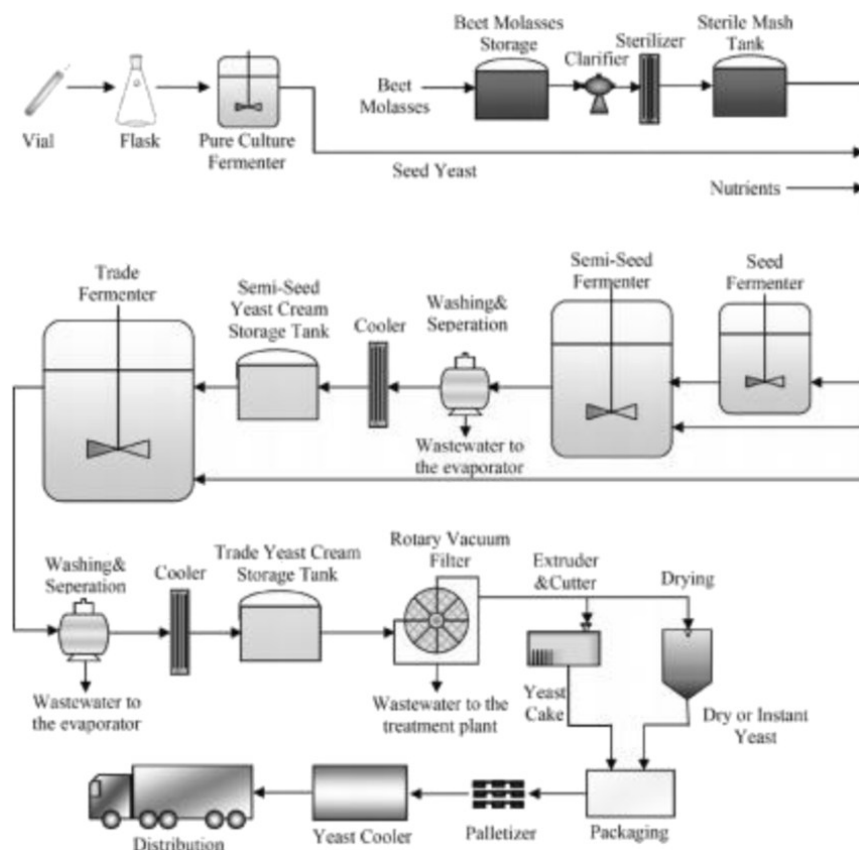 Beet Molasses
Storage
Clarifier
Sterilizer
Sterile Mash
Tank
Beet
Molasses
Vial
Flask
Pure Culture
Fermenter
Seed Yeast
Nutrients
Trade
Fermenter
Semi-Seed
Yeast Cream
Storage Tank
Cooler
Washing&
Seperation
Semi-Seed
Fermenter
Seed
Fermenter
Wastewater to
the evaporator
Washing&
Seperation
Cooler
Trade Yeast Cream
Storage Tank
Rotary Vacuum
Filter
Extruder
&Cutter
Drying
Wastewater to
the evaporator
Wastewater to the
treatment plant
Yeast
Cake
Dry or Instant
Yeast
Distribution
Yeast Cooler
Palletizer
Packaging